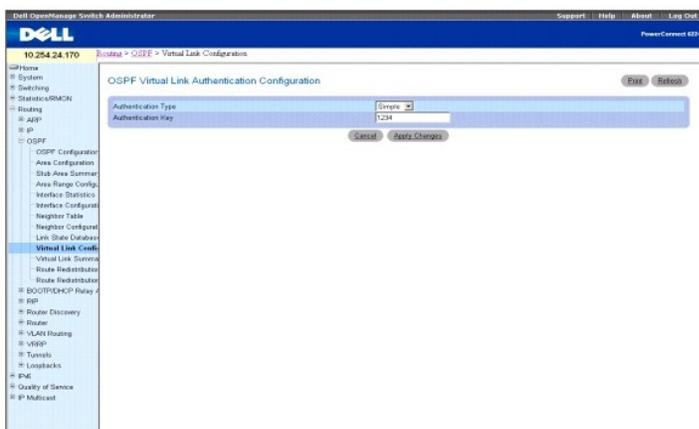 Dell OpenManage Switch Administrator
Support Help About Log Out
DELL
PowerConnect 622
10.254.24.170
Routing > OSPF > Virtual Link Configuration
Home
System
Switching
Statistics/RMON
Routing
ARP
IP
OSPF
OSPF Configuration
Area Configuration
Stub Area Summar
Area Range Configu
Interface Statistics
Interface Configurati
Neighbor Table
Neighbor Configurat
Link State Databas
Virtual Link Confi
Virtual Link Summa
Route Redistribution
Route Redistribution
BOOTP/DHCP Relay A
RIP
Router Discovery
Router
VLAN Routing
VRRP
Tunnels
Loopbacks
IPv6
Quality of Service
IP Multicast
OSPF Virtual Link Authentication Configuration
Print Refresh
Authentication Type Simple
Authentication Key 1234
Cancel Apply Changes